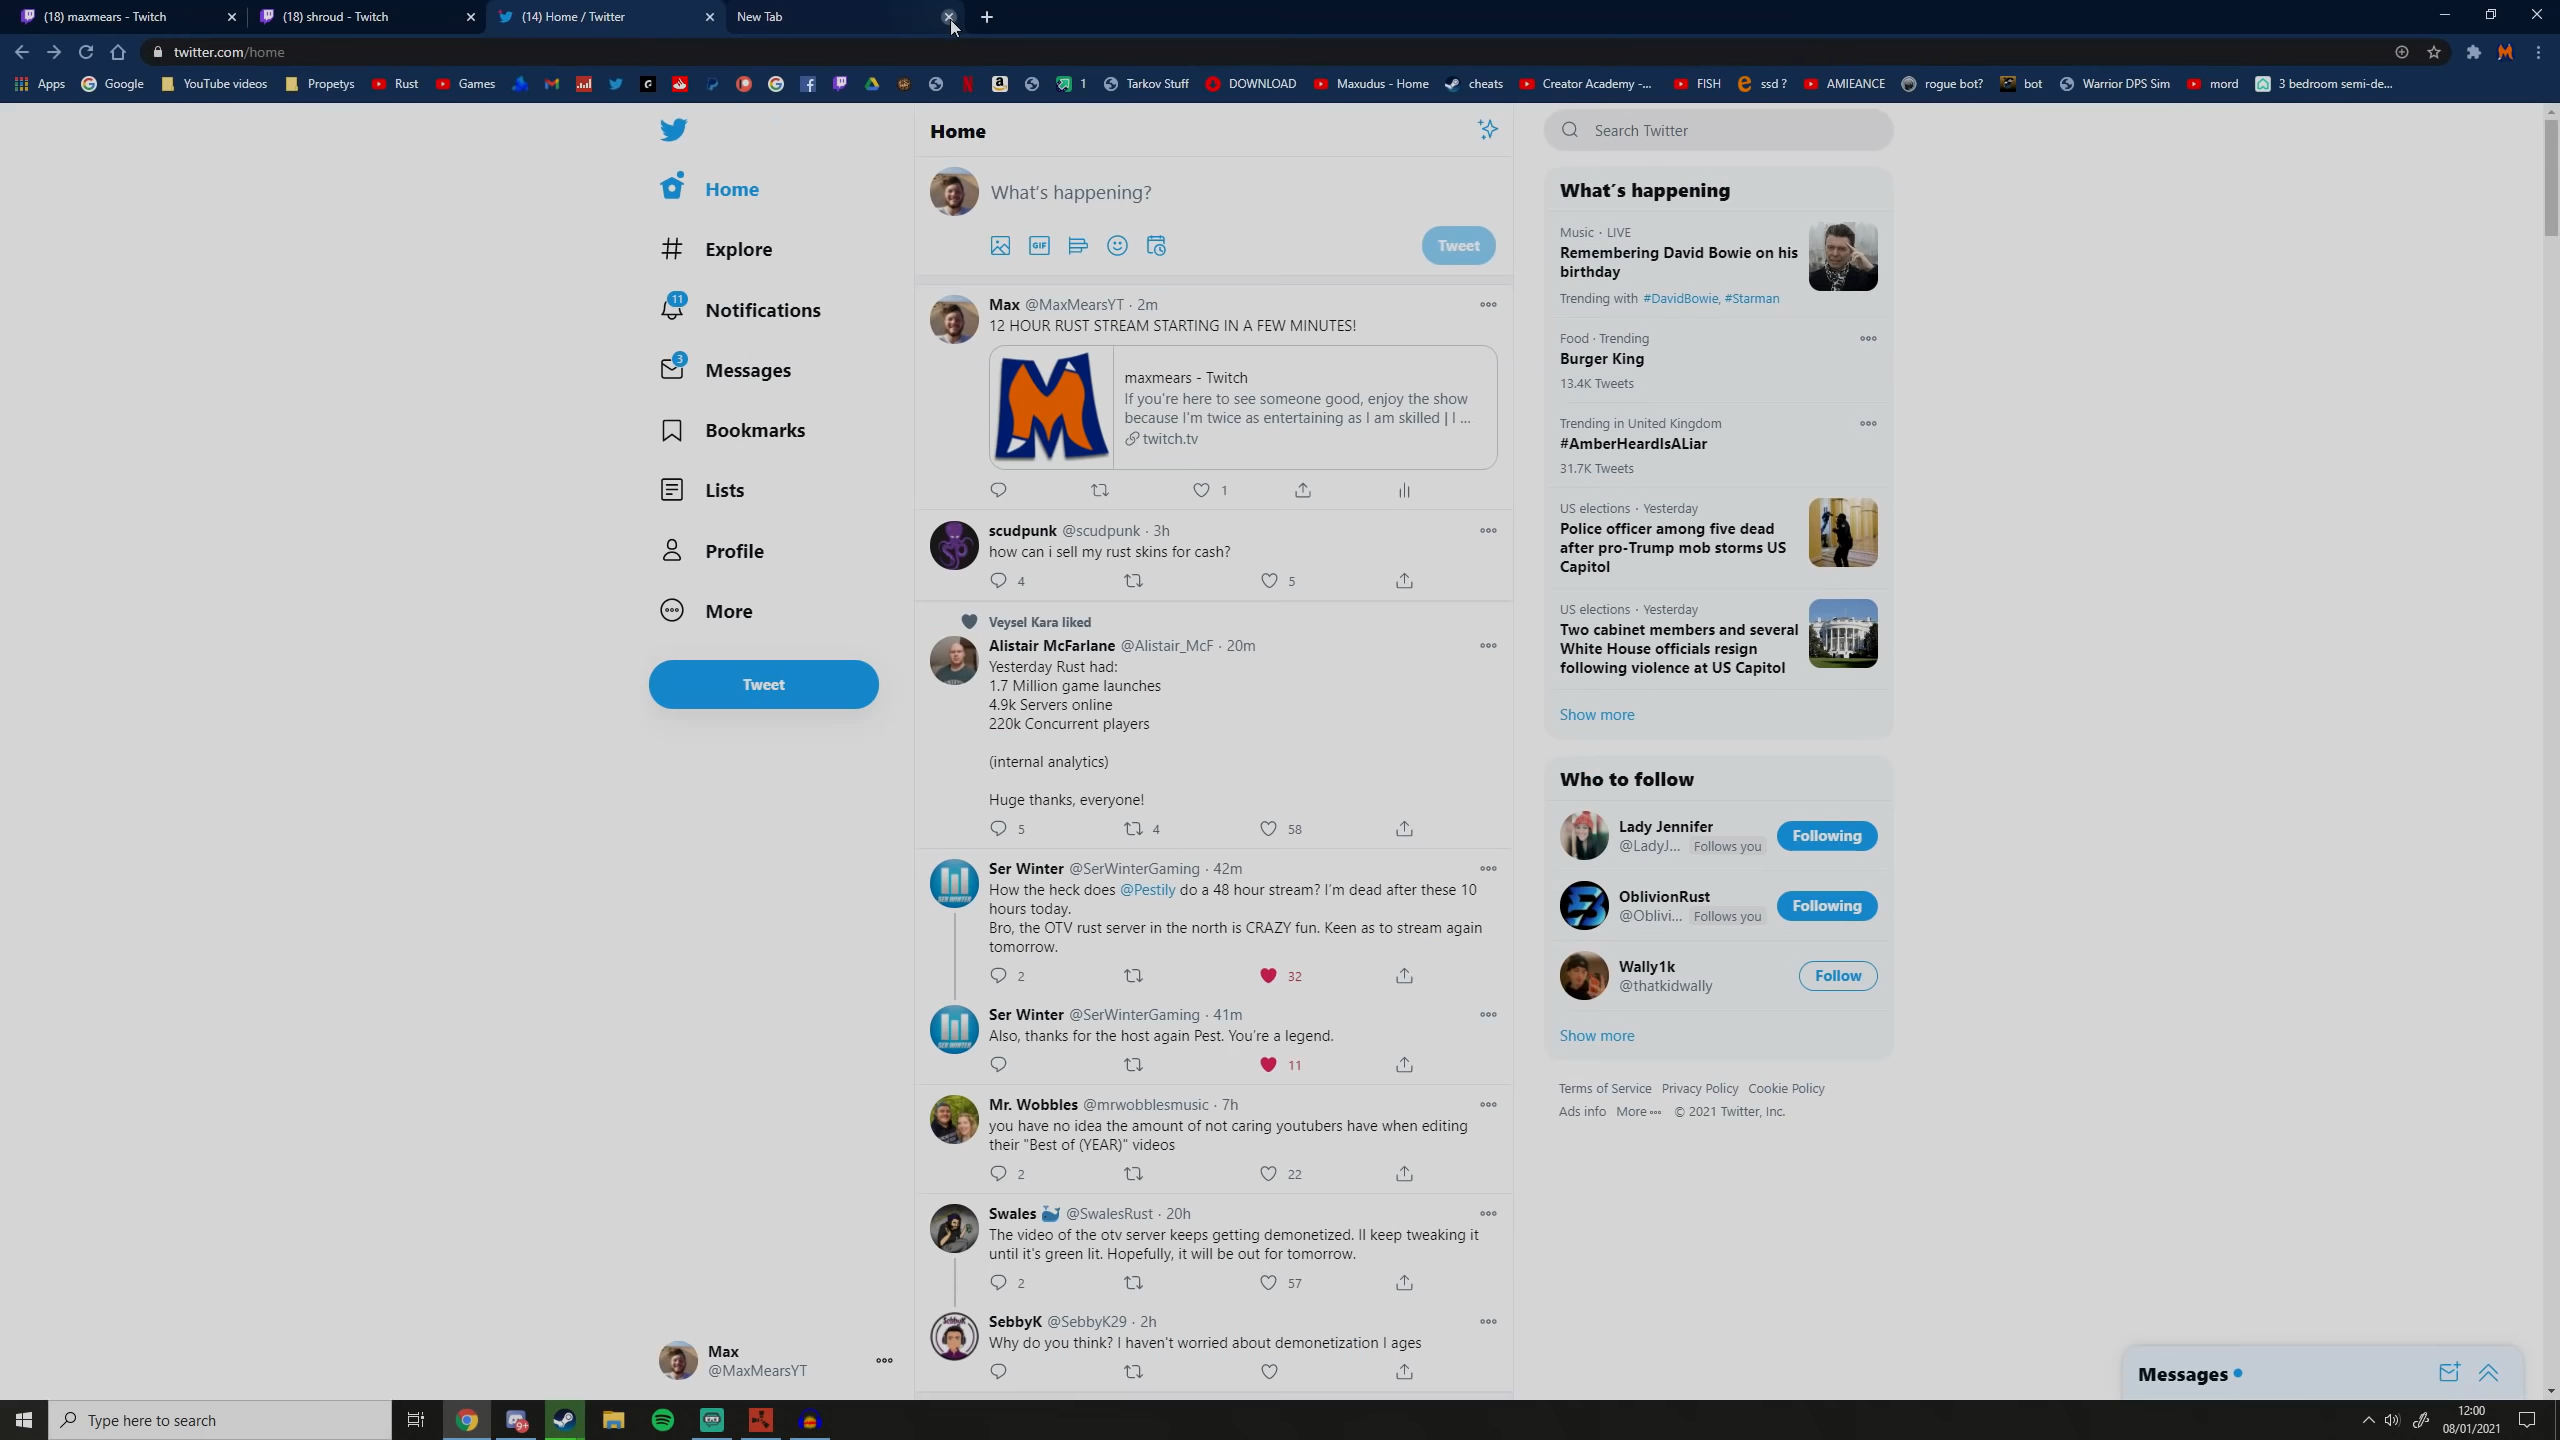 (18) maxmears - Twitch
(18) shroud - Twitch
(14) Home / Twitter
New Tab
twitter.com/home
Apps
Google
YouTube videos
Propetys
Rust
Games
1
Tarkov Stuff
DOWNLOAD
Maxudus - Home
cheats
Creator Academy -...
FISH
ssd ?
AMIEANCE
rogue bot?
bot
Warrior DPS Sim
mord
3 bedroom semi-de...
Home
Explore
11
Notifications
3
Messages
Bookmarks
Lists
Profile
More
Tweet
Max
@MaxMearsYT
Home
What's happening?
GIF
Tweet
Max @MaxMearsYT · 2m
12 HOUR RUST STREAM STARTING IN A FEW MINUTES!
M
maxmears - Twitch
If you're here to see someone good, enjoy the show
because I'm twice as entertaining as I am skilled | I ...
twitch.tv
1
scudpunk @scudpunk · 3h
how can i sell my rust skins for cash?
4 5
Veysel Kara liked
Alistair McFarlane @Alistair_McF · 20m
Yesterday Rust had:
1.7 Million game launches
4.9k Servers online
220k Concurrent players
(internal analytics)
Huge thanks, everyone!
5 4 58
Ser Winter @SerWinterGaming · 42m
How the heck does @Pestily do a 48 hour stream? I'm dead after these 10
hours today.
Bro, the OTV rust server in the north is CRAZY fun. Keen as to stream again
tomorrow.
2 32
Ser Winter @SerWinterGaming · 41m
Also, thanks for the host again Pest. You're a legend.
11
Mr. Wobbles @mrwobblesmusic · 7h
you have no idea the amount of not caring youtubers have when editing
their "Best of (YEAR)" videos
2 22
Swales 🐳 @SwalesRust · 20h
The video of the otv server keeps getting demonetized. Il keep tweaking it
until it's green lit. Hopefully, it will be out for tomorrow.
2 57
SebbyK @SebbyK29 · 2h
Why do you think? I haven't worried about demonetization I ages
Search Twitter
What's happening
Music · LIVE
Remembering David Bowie on his
birthday
Trending with #DavidBowie, #Starman
Food · Trending
Burger King
13.4K Tweets
Trending in United Kingdom
#AmberHeardIsALiar
31.7K Tweets
US elections · Yesterday
Police officer among five dead
after pro-Trump mob storms US
Capitol
US elections · Yesterday
Two cabinet members and several
White House officials resign
following violence at US Capitol
Show more
Who to follow
Lady Jennifer
@LadyJ... Follows you
Following
OblivionRust
@Oblivi... Follows you
Following
Wally1k
@thatkidwally
Follow
Show more
Terms of Service Privacy Policy Cookie Policy
Ads info More © 2021 Twitter, Inc.
Messages
Type here to search
9+
12:00
08/01/2021